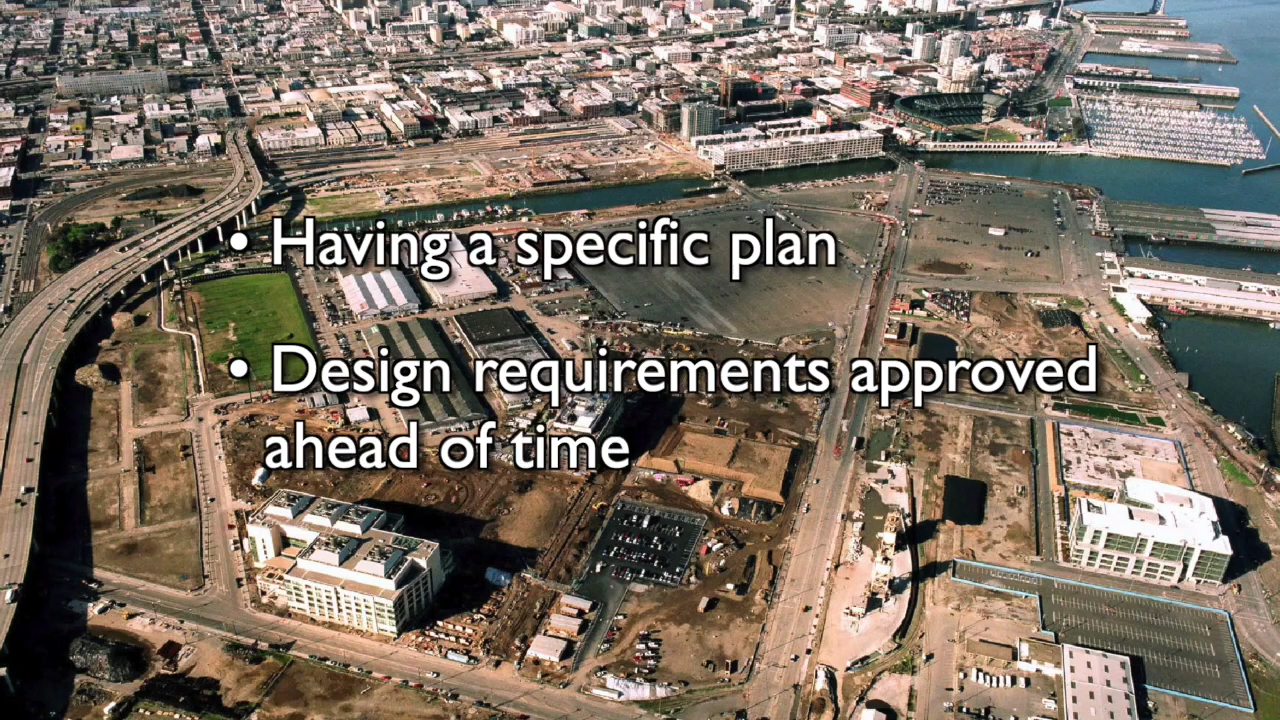 • Having a specific plan
• Design requirements approved
ahead of time